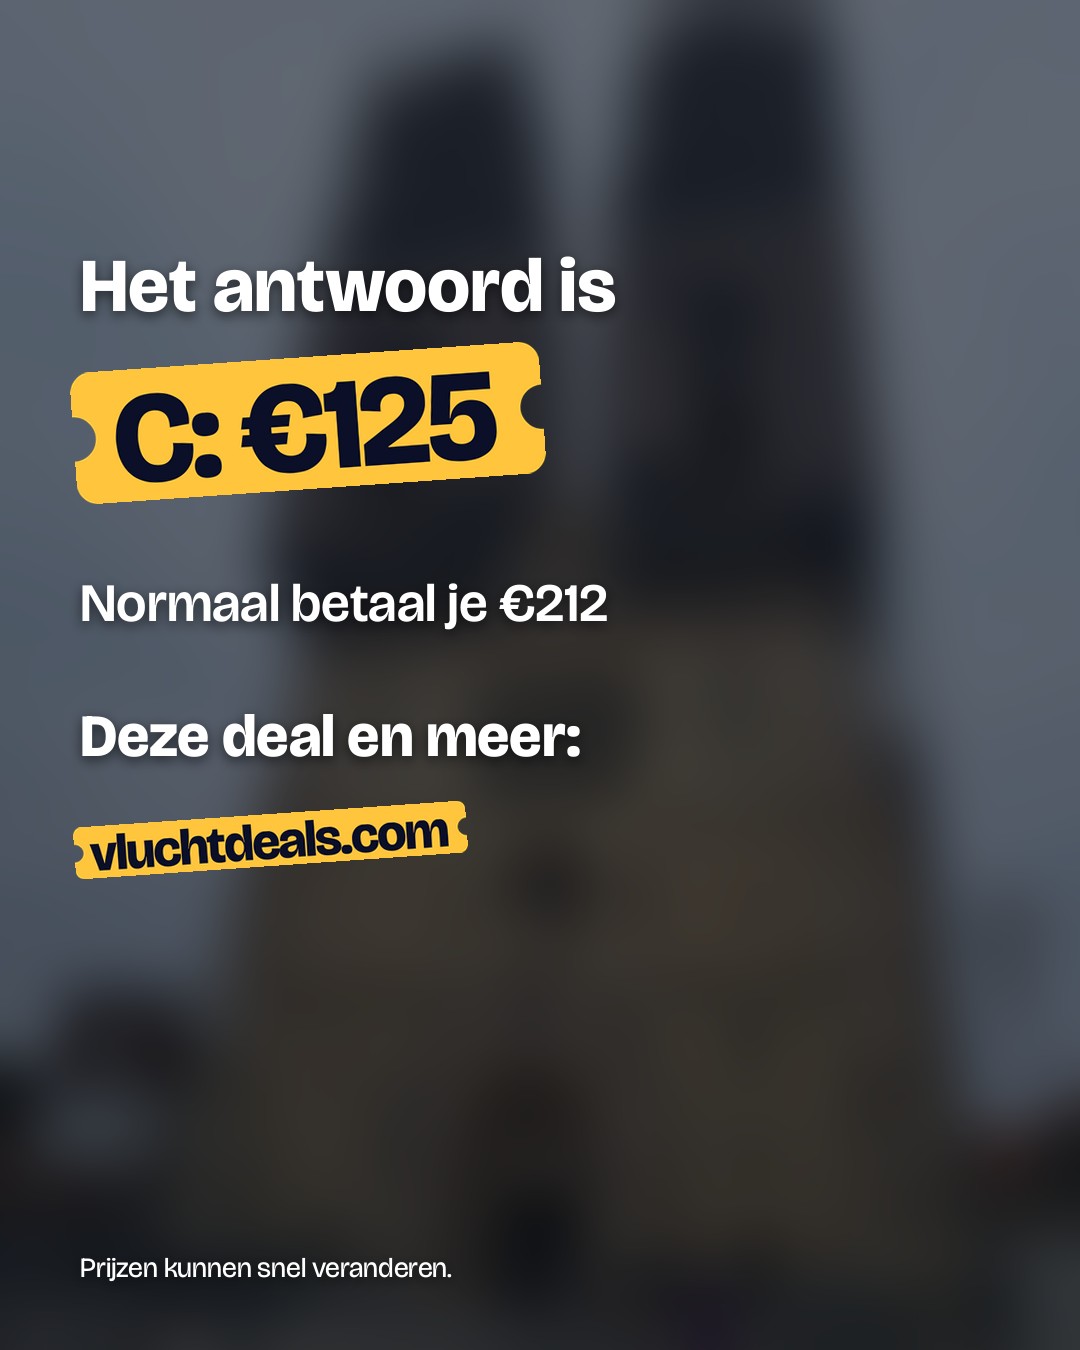 Het antwoord is
C: €125
Normaal betaal je €212
Deze deal en meer:
vluchtdeals.com
Prijzen kunnen snel veranderen.